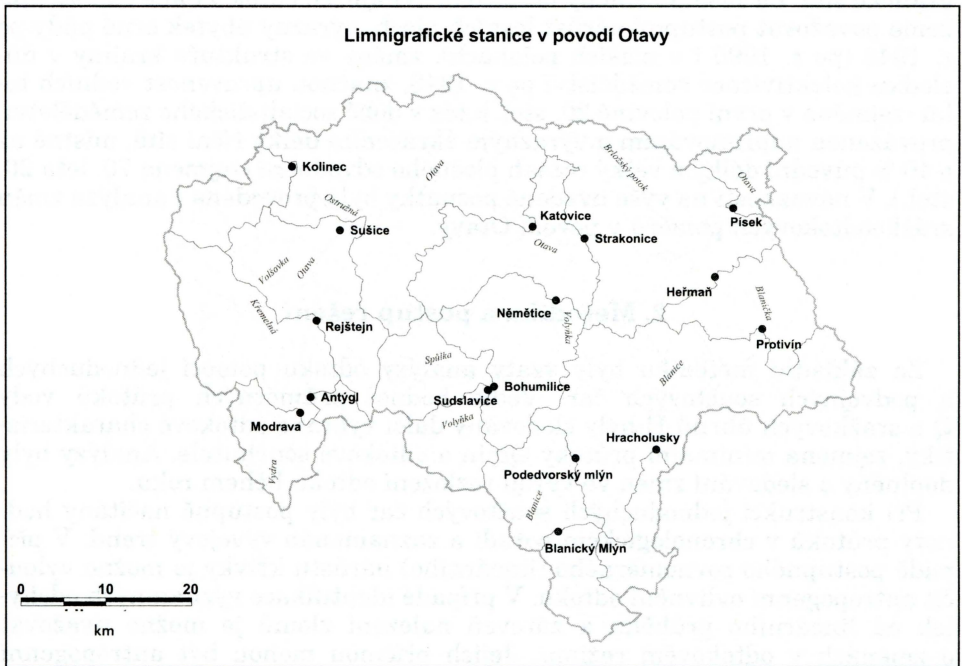 Limnigrafické stanice v povodí Otavy
Kolinec
Otava
Brložský potok
Otava
Ostružná
Písek
Sušice
Katovice
Otava
Strakonice
Volšovka
Otava
Heřmaň
Křemelná
Němětice
Volyňka
Blanička
Rejštejn
Protivín
Spůlka
Blanice
Bohumilice
Sudslavice
Antýgl
Volyňka
Modrava
Hracholusky
Podedvorský mlýn
Vydra
Blanice
Blanický Mlýn
0 10 20
km